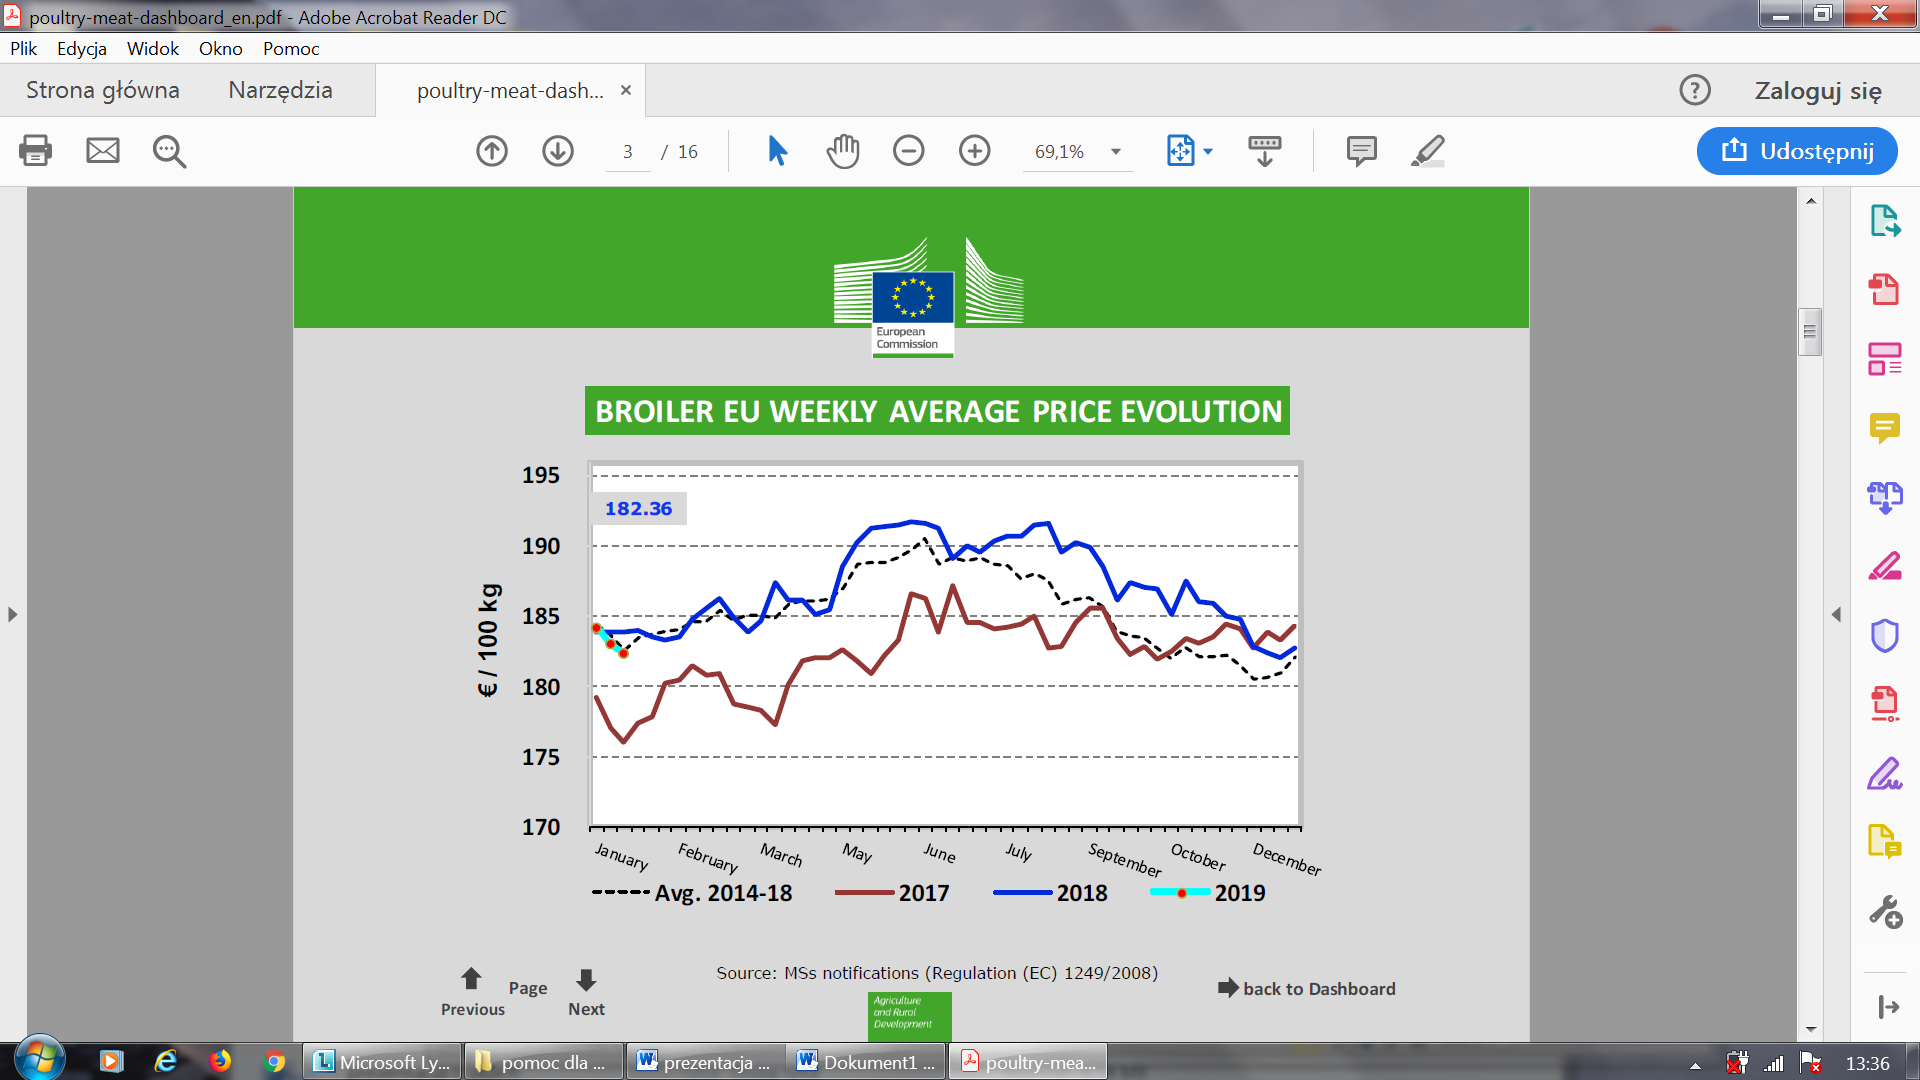 poultry-meat-dashboard_en.pdf - Adobe Acrobat Reader DC
Plik Edycja Widok Okno Pomoc
Strona główna Narzędzia poultry-meat-dash... × ? Zaloguj się
3 / 16 69,1% Udostępnij
European
Commission
BROILER EU WEEKLY AVERAGE PRICE EVOLUTION
€ / 100 kg
195
182.36
190
185
180
175
170
January February March May June July September October December
Avg. 2014-18 2017 2018 2019
Source: MSs notifications (Regulation (EC) 1249/2008)
Previous Page Next back to Dashboard
Agriculture
and Rural
Development
Microsoft Ly... pomoc dla ... prezentacja ... Dokument1 ... poultry-mea... 13:36